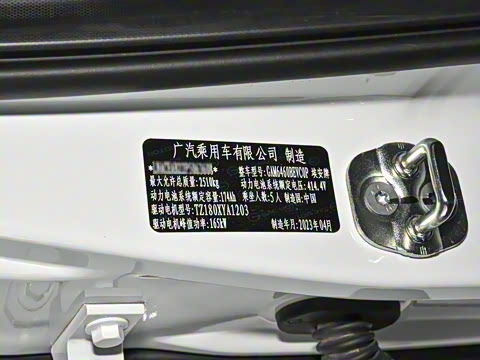 广汽乘用车有限公司 制造
整车型号:GAM6460BEVC0P 埃安牌
最大允许总质量:2510kg 动力电池系统额定电压:414.4V
动力电池系统额定容量:174Ah 乘坐人数:5人 制造国:中国
驱动电机型号:TZ180XYA1203
驱动电机峰值功率:165kW 制造年月:2023年04月